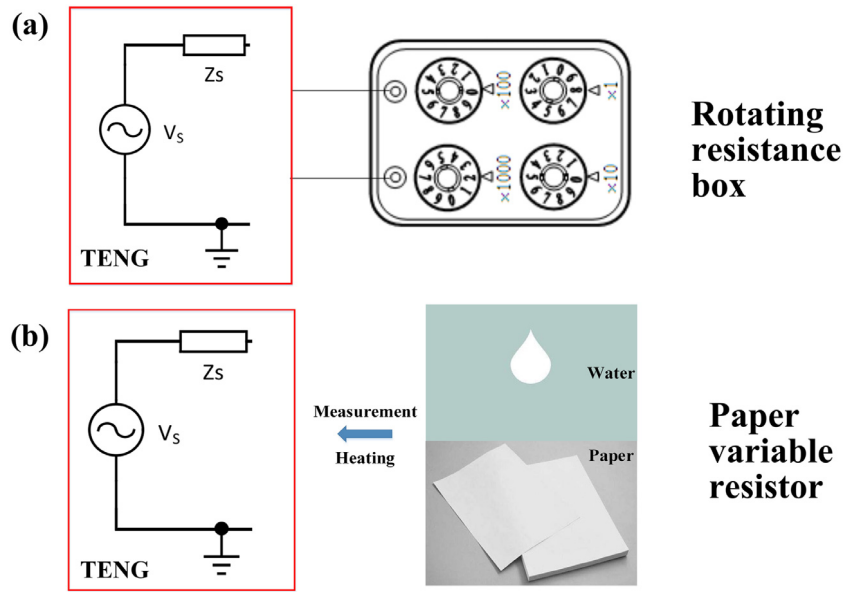 (a)
Zs
Vs
TENG
×100
×1
×1000
×10
Rotating
resistance
box
(b)
Zs
Vs
TENG
Measurement
Heating
Water
Paper
Paper
variable
resistor